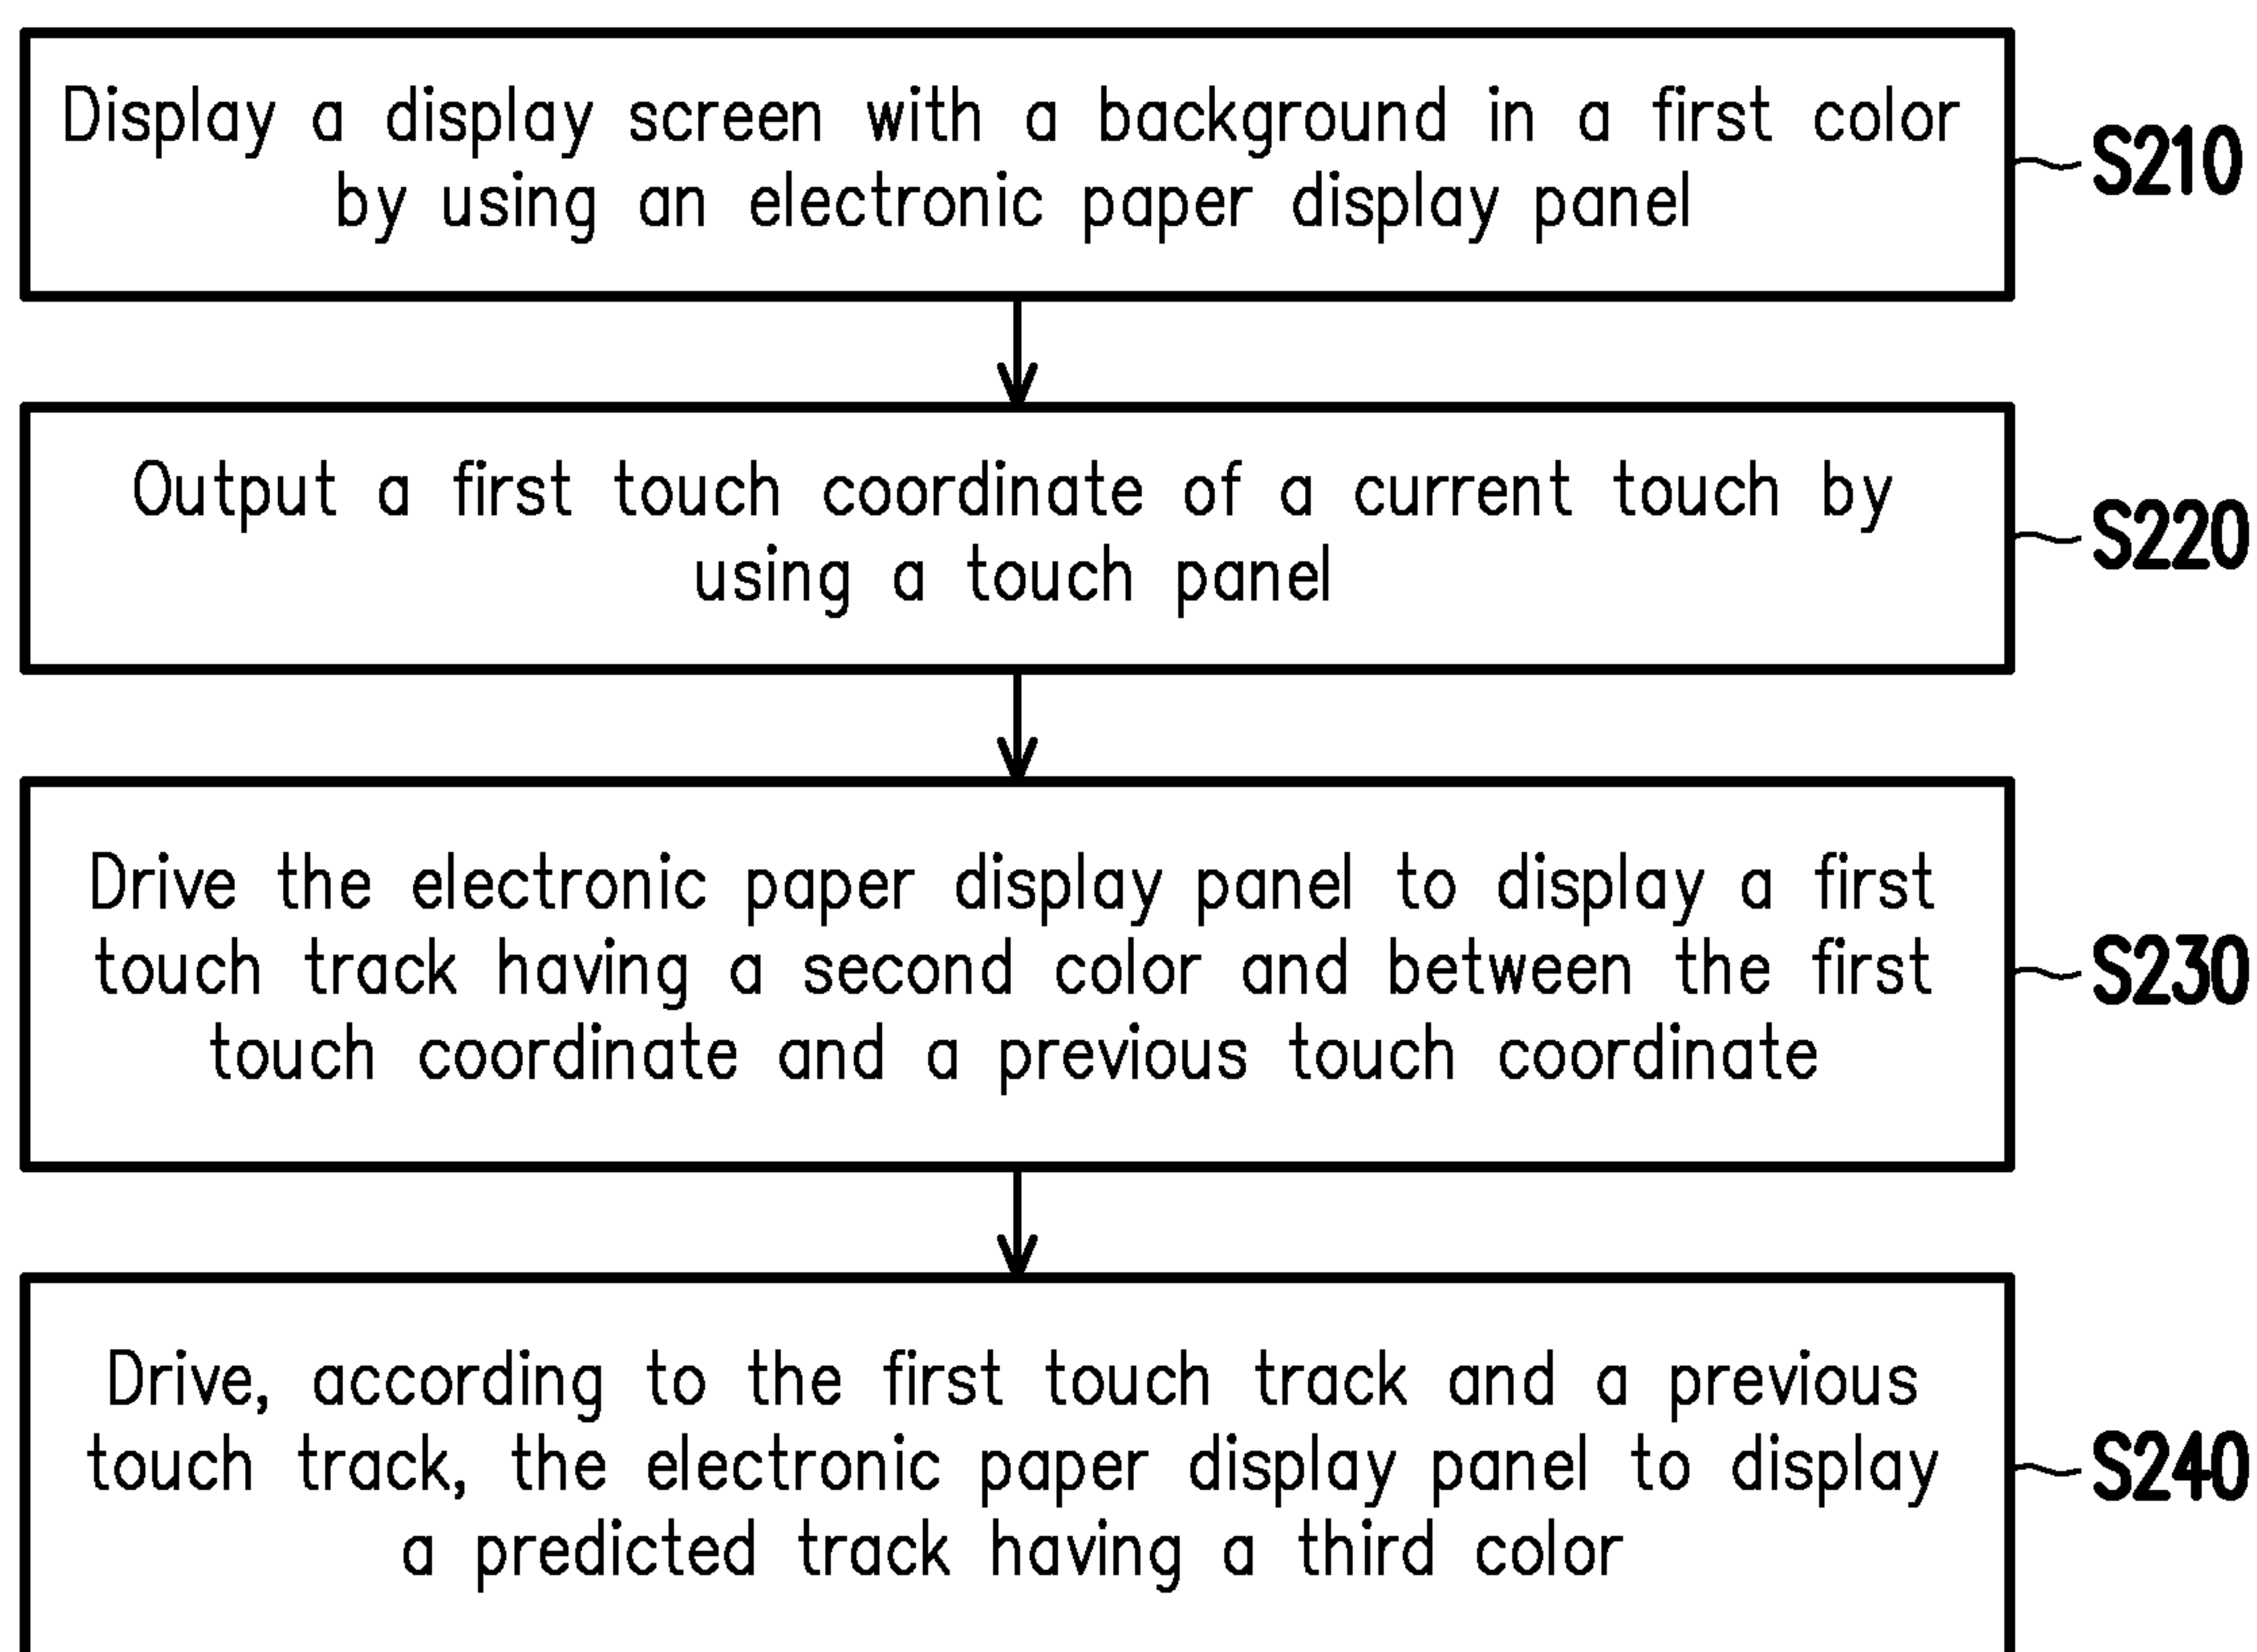 Display a display screen with a background in a first color
by using an electronic paper display panel
S210
Output a first touch coordinate of a current touch by
using a touch panel
S220
Drive the electronic paper display panel to display a first
touch track having a second color and between the first
touch coordinate and a previous touch coordinate
S230
Drive, according to the first touch track and a previous
touch track, the electronic paper display panel to display
a predicted track having a third color
S240